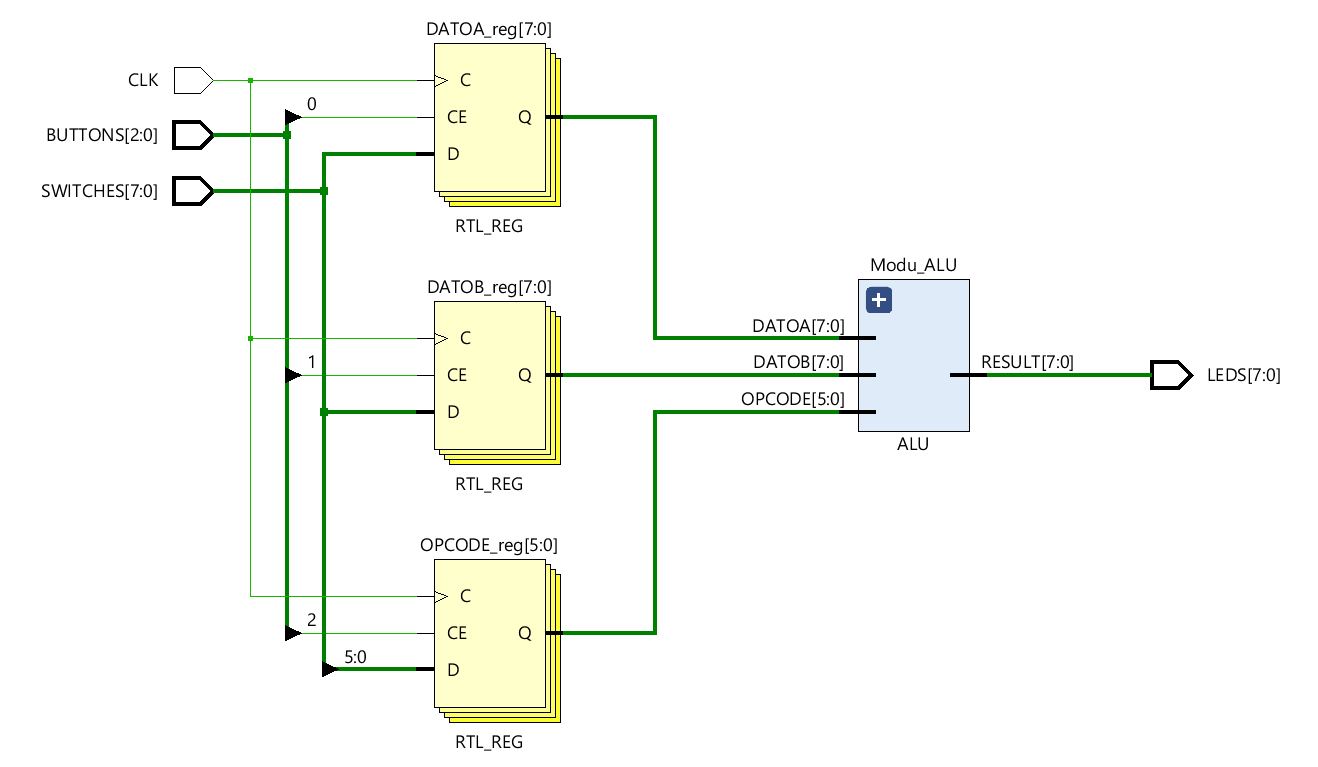 DATOA_reg[7:0]
CLK
C
0
CE
Q
BUTTONS[2:0]
D
SWITCHES[7:0]
RTL_REG
DATOB_reg[7:0]
C
1
CE
Q
D
RTL_REG
Modu_ALU
DATOA[7:0]
DATOB[7:0]
RESULT[7:0]
LEDS[7:0]
OPCODE[5:0]
ALU
OPCODE_reg[5:0]
C
2
CE
Q
5:0
D
RTL_REG